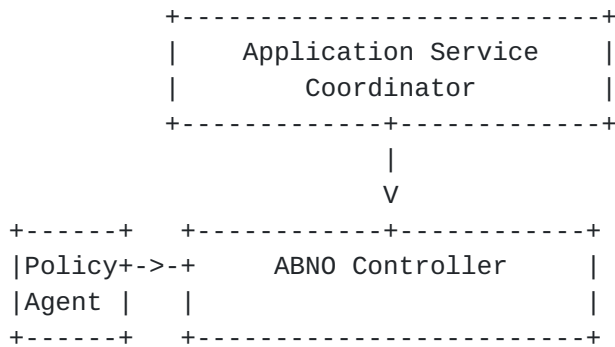 +---------------------------+
| Application Service |
| Coordinator |
+-------------+-------------+
|
V
+------+ +------------+------------+
|Policy+->-+ ABNO Controller |
|Agent | | |
+------+ +-------------------------+